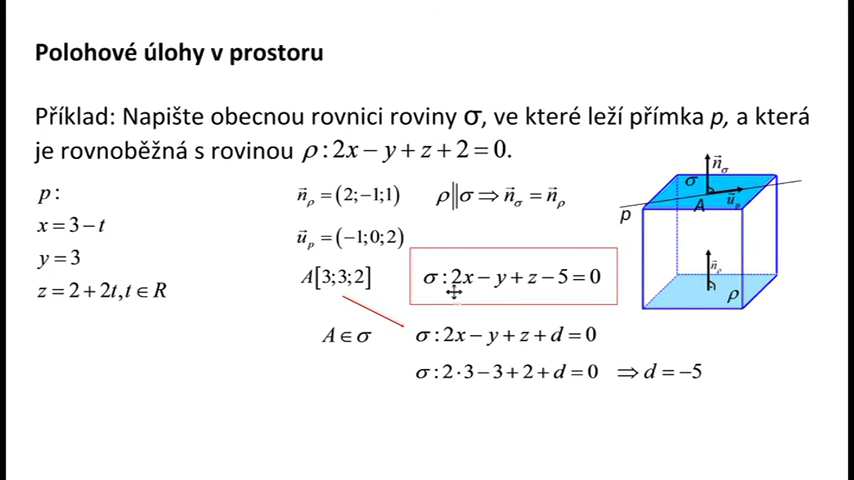 Polohové úlohy v prostoru
Příklad: Napište obecnou rovnici roviny σ, ve které leží přímka p, a která
je rovnoběžná s rovinou ρ : 2x − y + z + 2 = 0.
p :
x = 3 − t
y = 3
z = 2 + 2t, t ∈ R
n⃗ρ = (2;−1;1) ρ‖σ ⇒ n⃗σ = n⃗ρ
u⃗p = (−1;0;2)
A[3;3;2] σ : 2x − y + z − 5 = 0
A ∈ σ σ : 2x − y + z + d = 0
σ : 2 · 3 − 3 + 2 + d = 0 ⇒ d = −5
n⃗σ
σ
A u⃗p
p
n⃗ρ
ρ